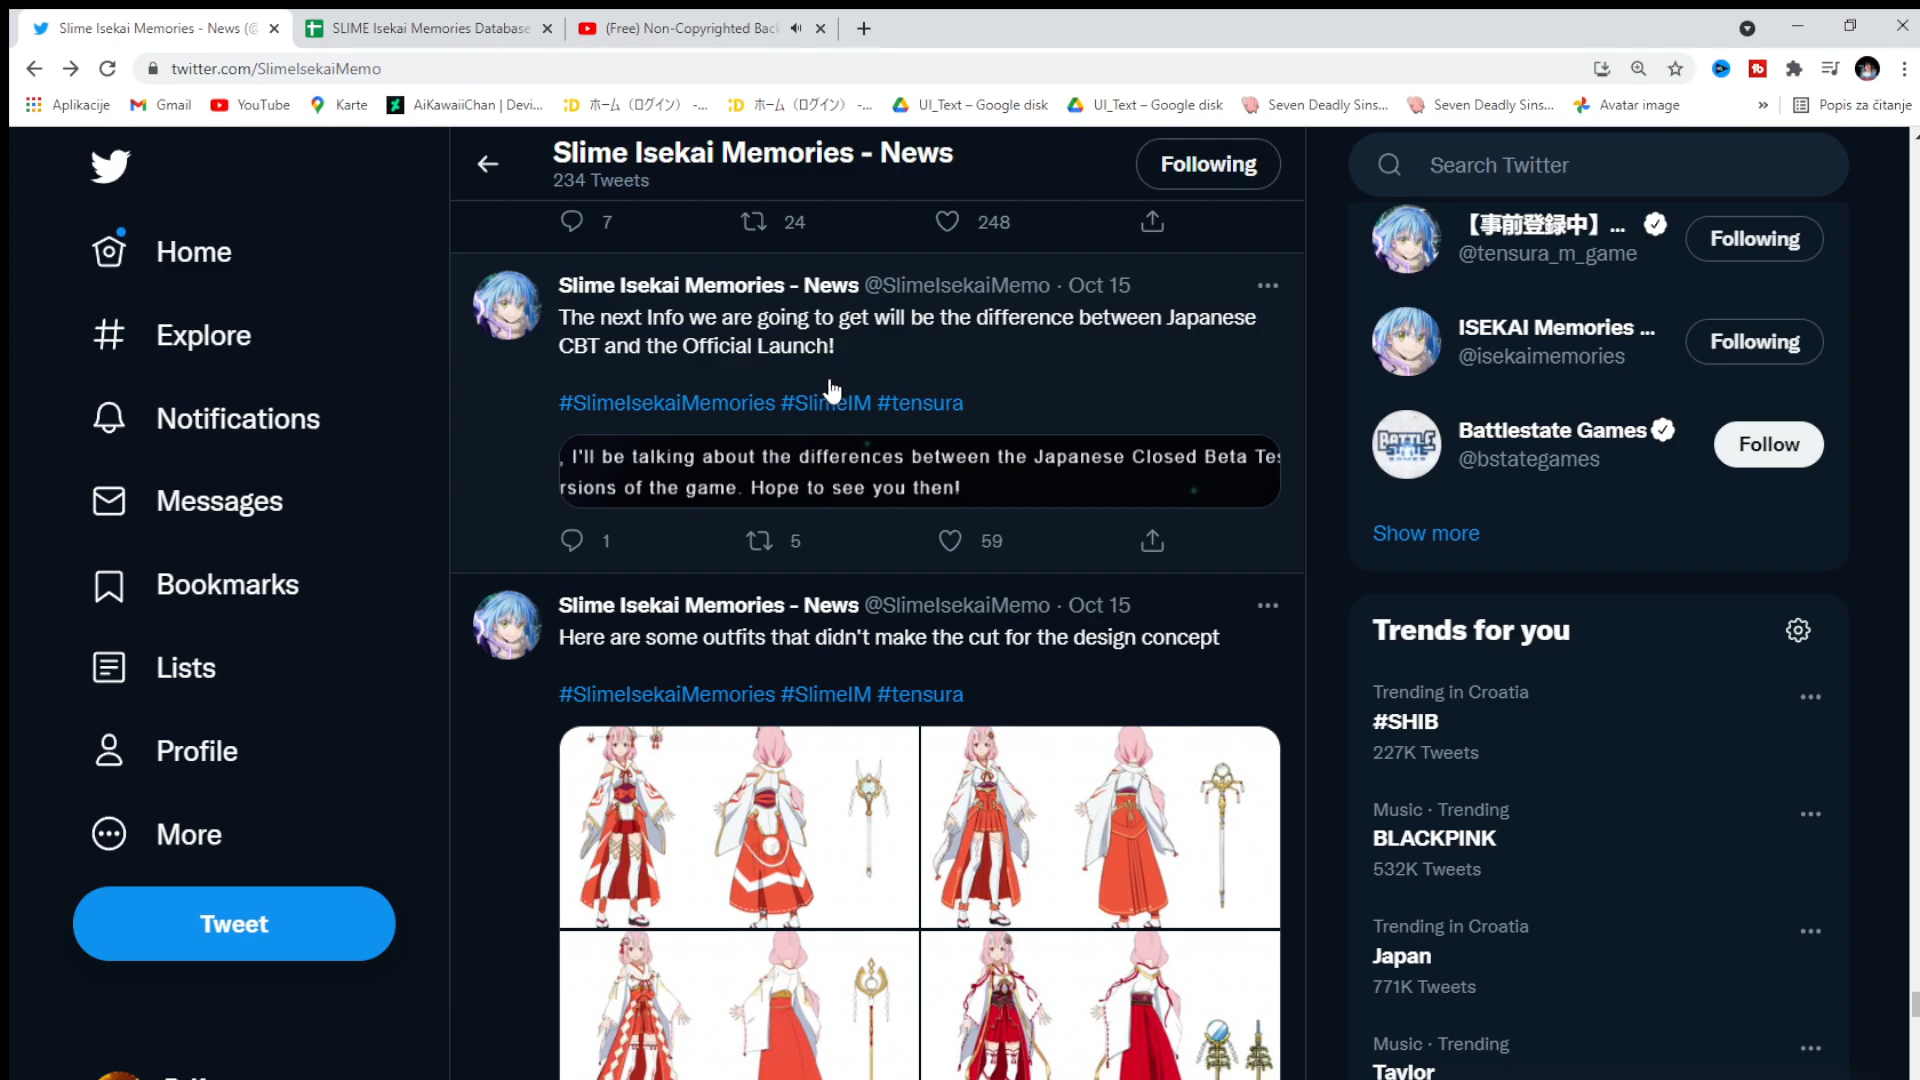 Slime Isekai Memories - News (@
SLIME Isekai Memories Database
(Free) Non-Copyrighted Bac
twitter.com/SlimeIsekaiMemo
Aplikacije
Gmail
YouTube
Karte
AiKawaiiChan | Devi...
ホーム（ログイン） -...
ホーム（ログイン） -...
UI_Text – Google disk
UI_Text – Google disk
Seven Deadly Sins...
Seven Deadly Sins...
Avatar image
»
Popis za čitanje
Home
Explore
Notifications
Messages
Bookmarks
Lists
Profile
More
Tweet
Slime Isekai Memories - News
234 Tweets
Following
7
24
248
Slime Isekai Memories - News @SlimeIsekaiMemo · Oct 15
The next Info we are going to get will be the difference between Japanese
CBT and the Official Launch!
#SlimeIsekaiMemories #SlimeIM #tensura
, I'll be talking about the differences between the Japanese Closed Beta Tes
rsions of the game. Hope to see you then!
1
5
59
Slime Isekai Memories - News @SlimeIsekaiMemo · Oct 15
Here are some outfits that didn't make the cut for the design concept
#SlimeIsekaiMemories #SlimeIM #tensura
Search Twitter
【事前登録中】...
@tensura_m_game
Following
ISEKAI Memories ...
@isekaimemories
Following
BATTLE
Battlestate Games
@bstategames
Follow
Show more
Trends for you
Trending in Croatia
#SHIB
227K Tweets
Music · Trending
BLACKPINK
532K Tweets
Trending in Croatia
Japan
771K Tweets
Music · Trending
Taylor